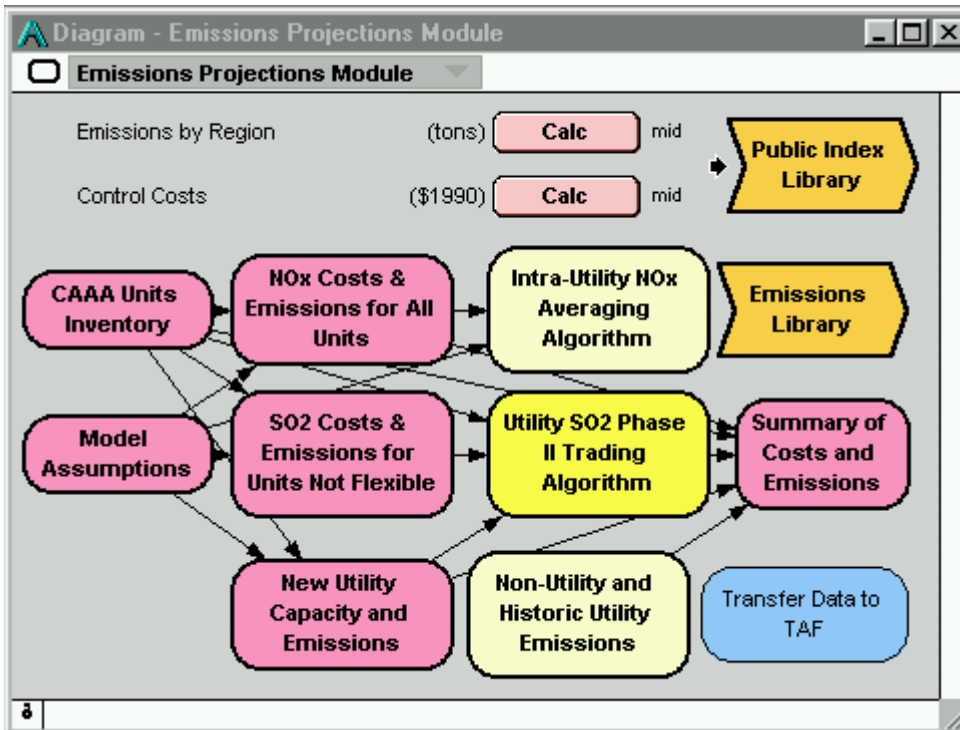 Diagram - Emissions Projections Module
Emissions Projections Module
Emissions by Region (tons) Calc mid
Control Costs ($1990) Calc mid
Public Index
Library
CAAA Units
Inventory
NOx Costs &
Emissions for All
Units
Intra-Utility NOx
Averaging
Algorithm
Emissions
Library
Model
Assumptions
SO2 Costs &
Emissions for
Units Not Flexible
Utility SO2 Phase
II Trading
Algorithm
Summary of
Costs and
Emissions
New Utility
Capacity and
Emissions
Non-Utility and
Historic Utility
Emissions
Transfer Data to
TAF